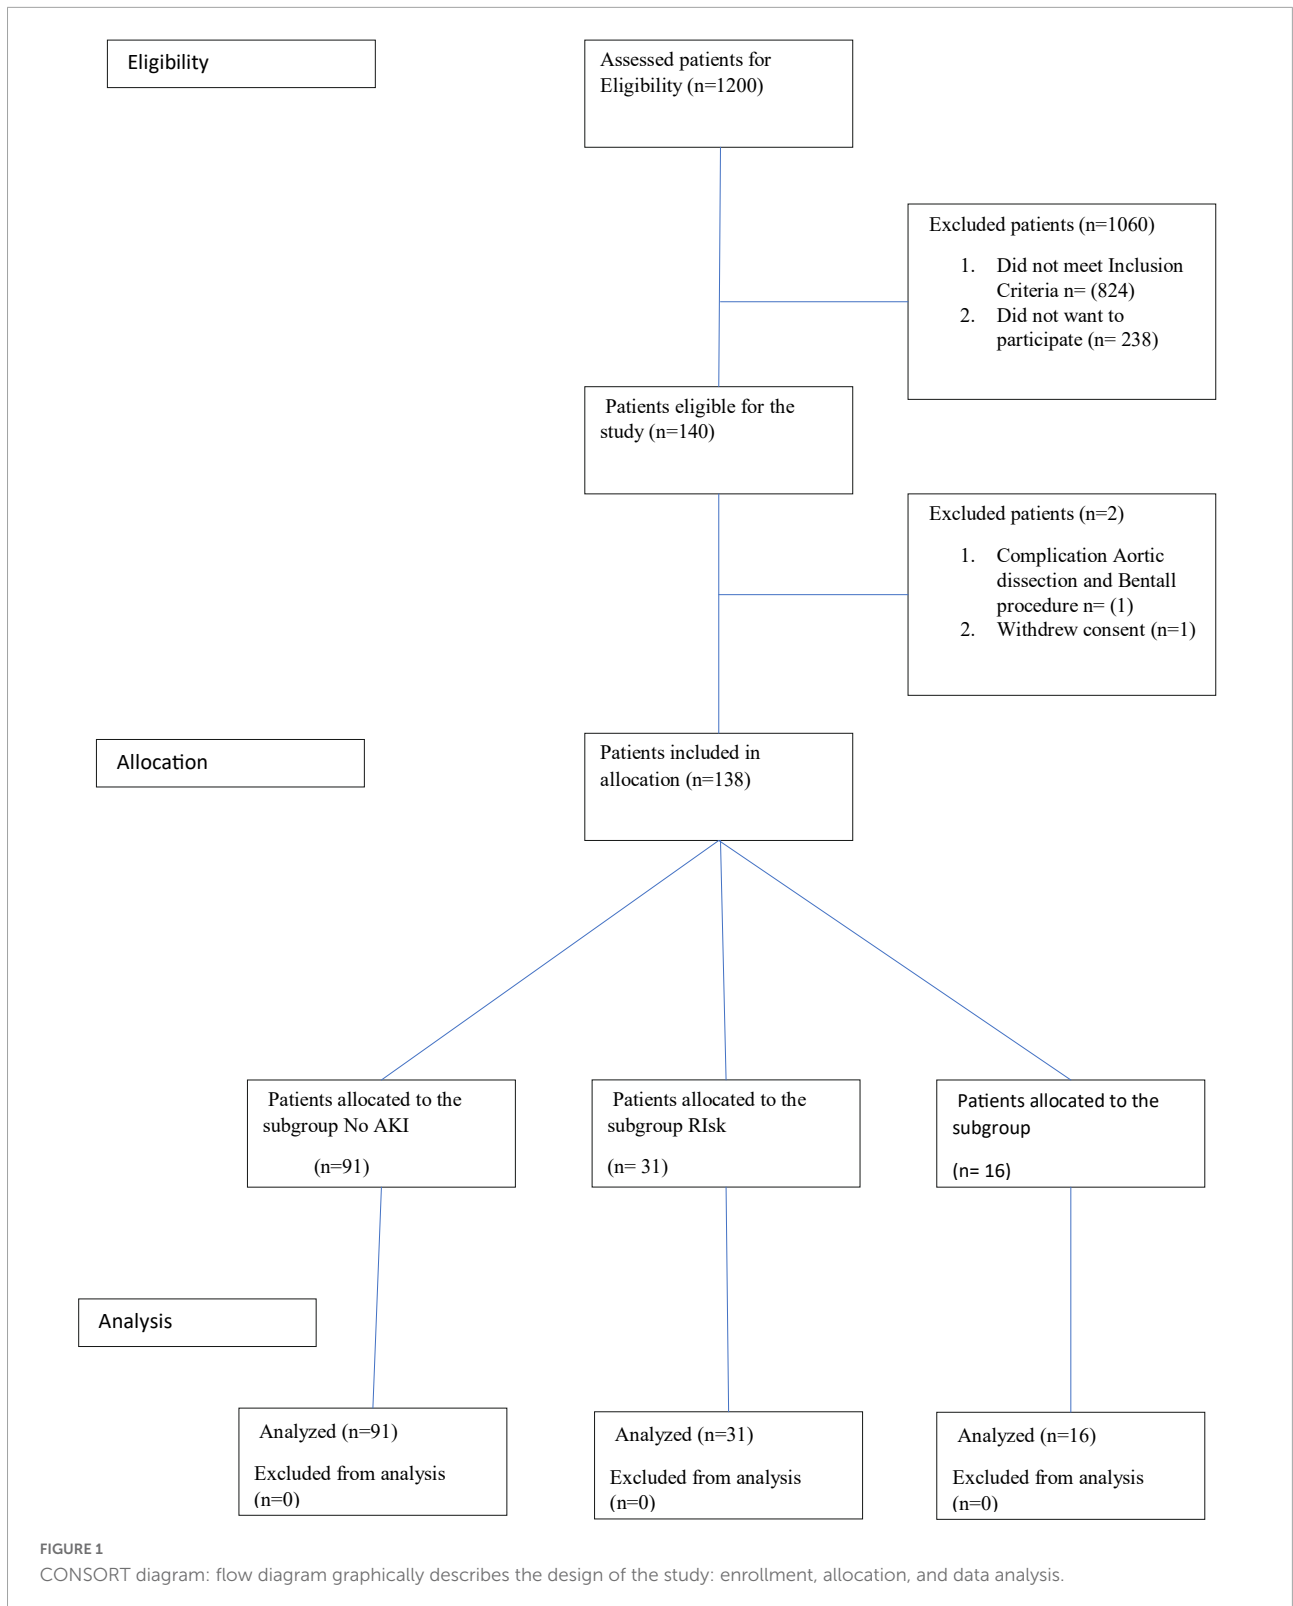 Eligibility
Assessed patients for
Eligibility (n=1200)
Excluded patients (n=1060)
1. Did not meet Inclusion
Criteria n= (824)
2. Did not want to
participate (n= 238)
Patients eligible for the
study (n=140)
Excluded patients (n=2)
1. Complication Aortic
dissection and Bentall
procedure n= (1)
2. Withdrew consent (n=1)
Allocation
Patients included in
allocation (n=138)
Patients allocated to the
subgroup No AKI
(n=91)
Patients allocated to the
subgroup RIsk
(n= 31)
Patients allocated to the
subgroup
(n= 16)
Analysis
Analyzed (n=91)
Excluded from analysis
(n=0)
Analyzed (n=31)
Excluded from analysis
(n=0)
Analyzed (n=16)
Excluded from analysis
(n=0)
FIGURE 1
CONSORT diagram: flow diagram graphically describes the design of the study: enrollment, allocation, and data analysis.